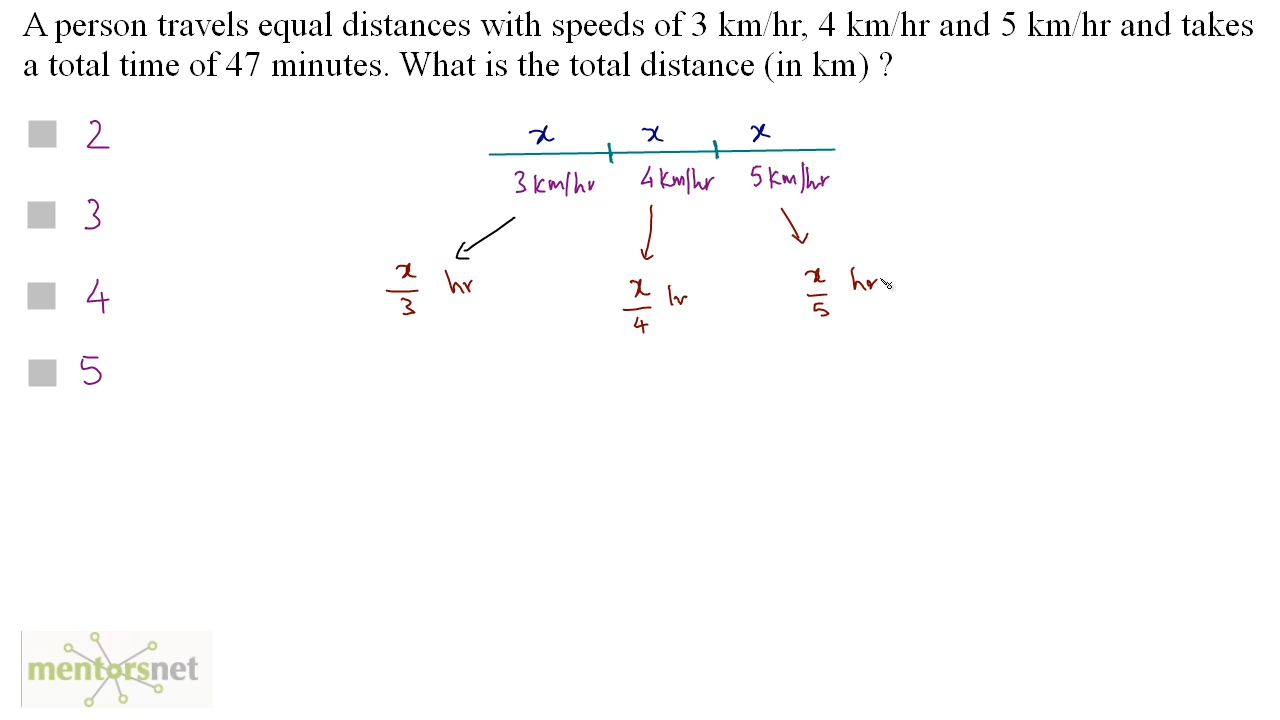 A person travels equal distances with speeds of 3 km/hr, 4 km/hr and 5 km/hr and takes
a total time of 47 minutes. What is the total distance (in km) ?
2
3
4
5
x x x
3 km/hr 4 km/hr 5 km/hr
x/3 hr x/4 hr x/5 hr
mentorsnet